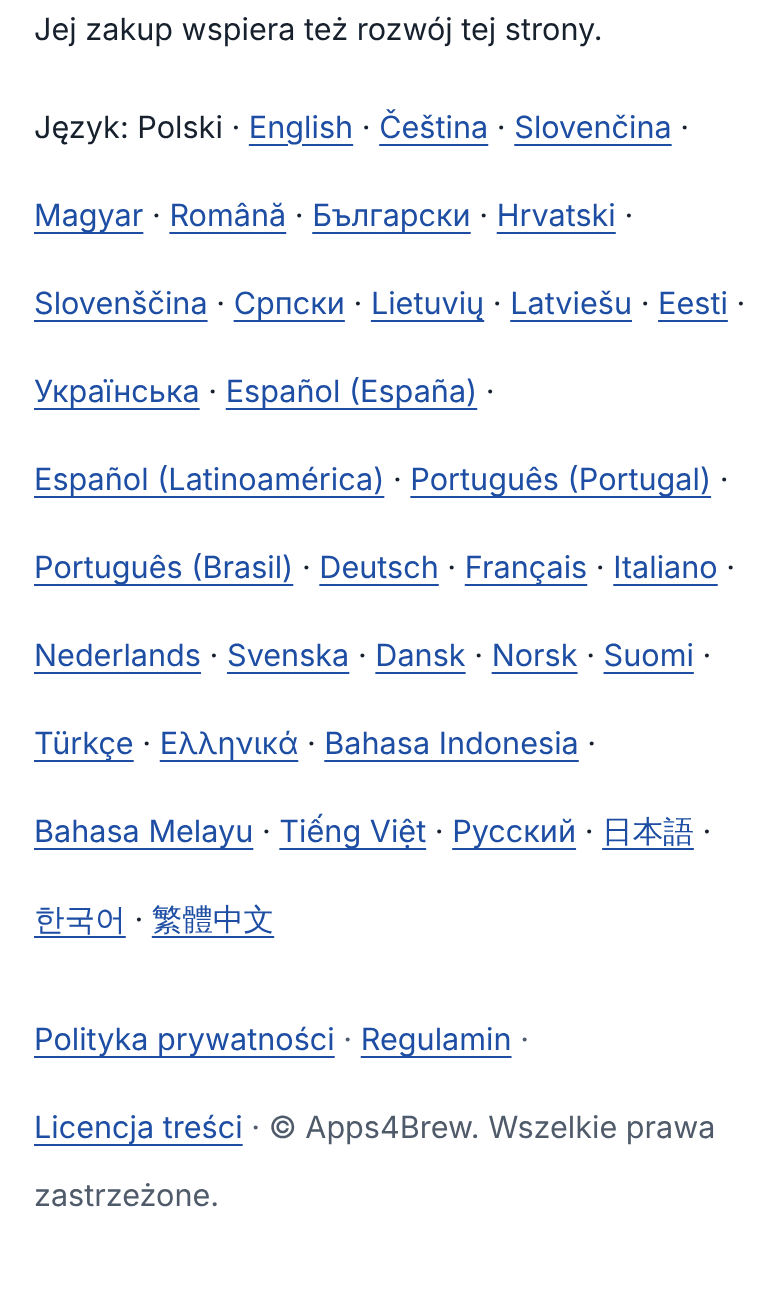 Jej zakup wspiera też rozwój tej strony.
Język: Polski · English · Čeština · Slovenčina ·
Magyar · Română · Български · Hrvatski ·
Slovenščina · Српски · Lietuvių · Latviešu · Eesti ·
Українська · Español (España) ·
Español (Latinoamérica) · Português (Portugal) ·
Português (Brasil) · Deutsch · Français · Italiano ·
Nederlands · Svenska · Dansk · Norsk · Suomi ·
Türkçe · Ελληνικά · Bahasa Indonesia ·
Bahasa Melayu · Tiếng Việt · Русский · 日本語 ·
한국어 · 繁體中文
Polityka prywatności · Regulamin ·
Licencja treści · © Apps4Brew. Wszelkie prawa
zastrzeżone.